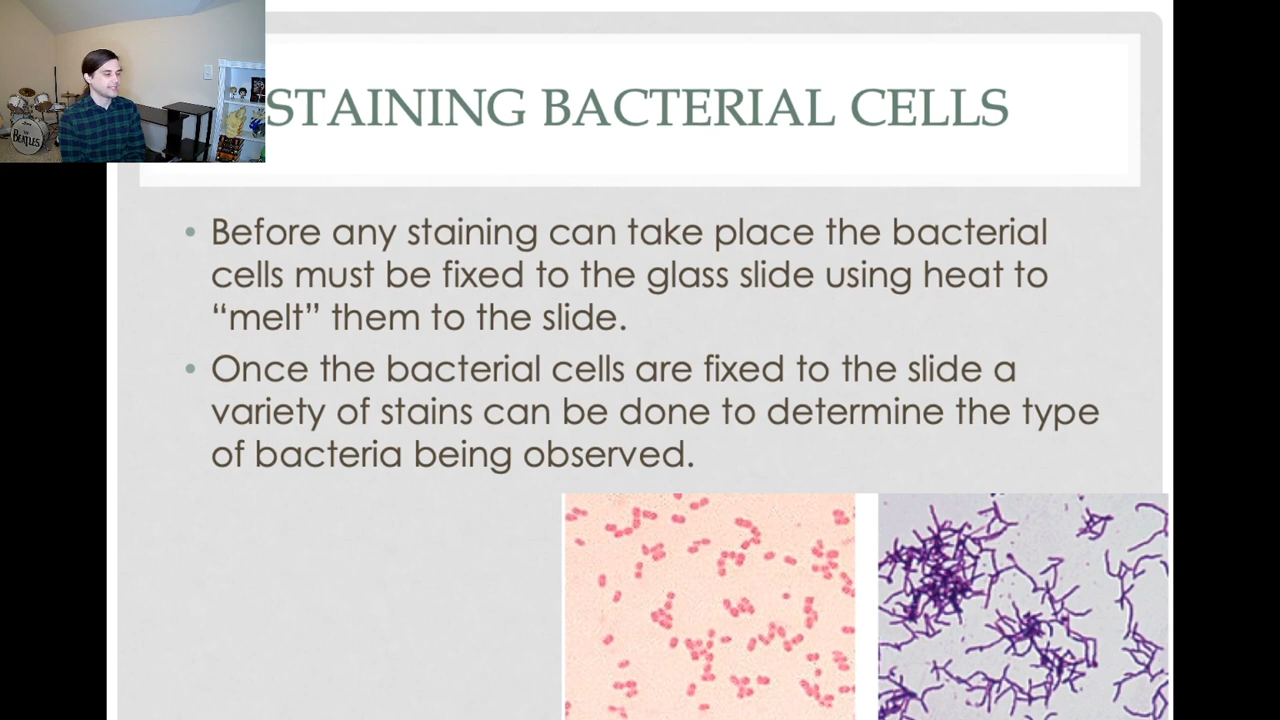 THE
BEATLES
STAINING BACTERIAL CELLS
• Before any staining can take place the bacterial
cells must be fixed to the glass slide using heat to
“melt” them to the slide.
• Once the bacterial cells are fixed to the slide a
variety of stains can be done to determine the type
of bacteria being observed.